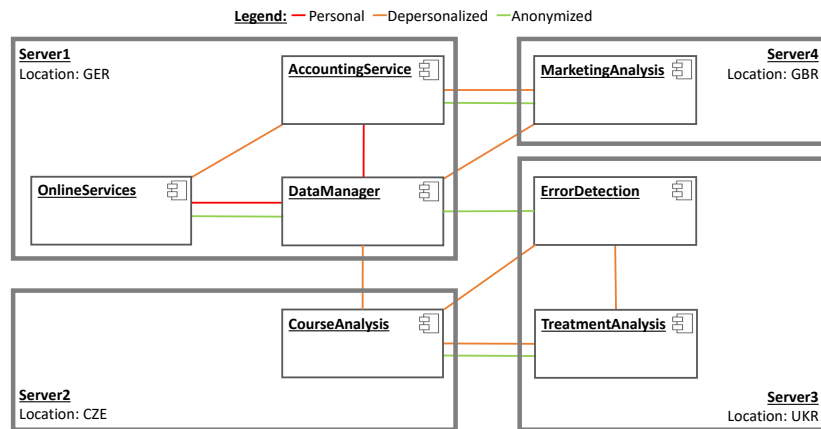 Legend: Personal Depersonalized Anonymized
Server1
Location: GER
AccountingService
OnlineServices
DataManager
Server4
Location: GBR
MarketingAnalysis
ErrorDetection
TreatmentAnalysis
Server3
Location: UKR
CourseAnalysis
Server2
Location: CZE